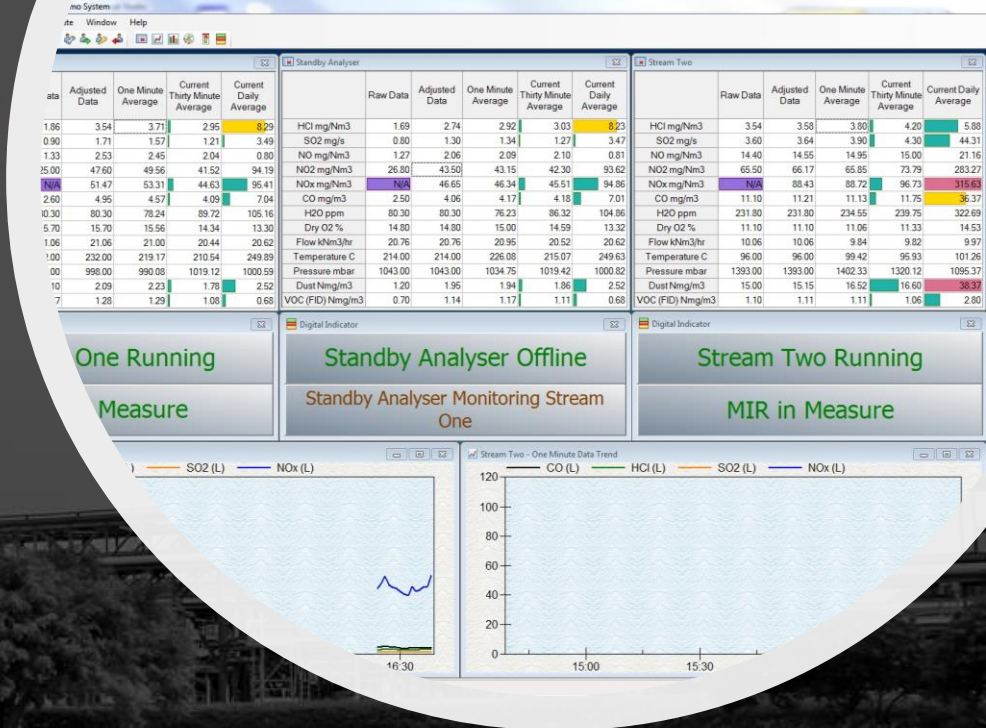 mo System
Window Help
Standby Analyser
Stream Two
Adjusted Data One Minute Average Current Thirty Minute Average Current Daily Average
Raw Data Adjusted Data One Minute Average Current Thirty Minute Average Current Daily Average
Raw Data Adjusted Data One Minute Average Current Thirty Minute Average Current Daily Average
1.86 3.54 3.71 2.95 8.29 HCl mg/Nm3 1.69 2.74 2.92 3.03 8.23 HCl mg/Nm3 3.54 3.58 3.80 4.20 5.88
0.90 1.71 1.57 1.21 3.49 SO2 mg/s 0.80 1.30 1.34 1.27 3.47 SO2 mg/s 3.60 3.64 3.90 4.30 44.31
1.33 2.53 2.45 2.04 0.80 NO mg/Nm3 1.27 2.06 2.09 2.10 0.81 NO mg/Nm3 14.40 14.55 14.95 15.00 21.16
25.00 47.60 49.56 41.52 94.19 NO2 mg/Nm3 26.80 43.50 43.15 42.30 93.62 NO2 mg/Nm3 65.50 66.17 65.85 73.79 283.27
N/A 51.47 53.31 44.63 95.41 NOx mg/Nm3 N/A 46.65 46.34 45.51 94.86 NOx mg/Nm3 N/A 88.43 88.72 96.73 315.63
2.60 4.95 4.57 4.09 7.04 CO mg/Nm3 2.50 4.06 4.17 4.18 7.01 CO mg/Nm3 11.10 11.21 11.13 11.75 36.37
80.30 78.24 89.72 105.16 H2O ppm 80.30 80.30 76.23 86.32 104.86 H2O ppm 231.80 231.80 234.55 239.75 322.69
5.70 15.70 15.56 14.34 13.30 Dry O2 % 14.80 14.80 15.00 14.59 13.32 Dry O2 % 11.10 11.10 11.06 11.33 14.53
1.06 21.06 21.00 20.44 20.62 Flow kNm3/hr 20.76 20.76 20.95 20.52 20.62 Flow kNm3/hr 10.06 10.06 9.84 9.82 9.97
232.00 219.17 210.54 249.89 Temperature C 214.00 214.00 226.08 215.07 249.63 Temperature C 96.00 96.00 99.42 95.93 101.26
998.00 990.08 1019.12 1000.59 Pressure mbar 1043.00 1043.00 1034.75 1019.42 1000.82 Pressure mbar 1393.00 1393.00 1402.33 1320.12 1095.37
2.09 2.23 1.78 2.52 Dust Nmg/m3 1.20 1.95 1.94 1.86 2.52 Dust Nmg/m3 15.00 15.15 16.52 16.60 38.37
1.28 1.29 1.08 0.68 VOC (FID) Nmg/m3 0.70 1.14 1.17 1.11 0.68 VOC (FID) Nmg/m3 1.10 1.11 1.11 1.06 2.80
Digital Indicator
Digital Indicator
One Running
Standby Analyser Offline
Stream Two Running
Measure
Standby Analyser Monitoring Stream
One
MIR in Measure
Stream Two - One Minute Data Trend
SO2 (L) NOx (L)
CO (L) HCl (L) SO2 (L) NOx (L)
120
100
80
60
40
20
0
16:30 15:00 15:30